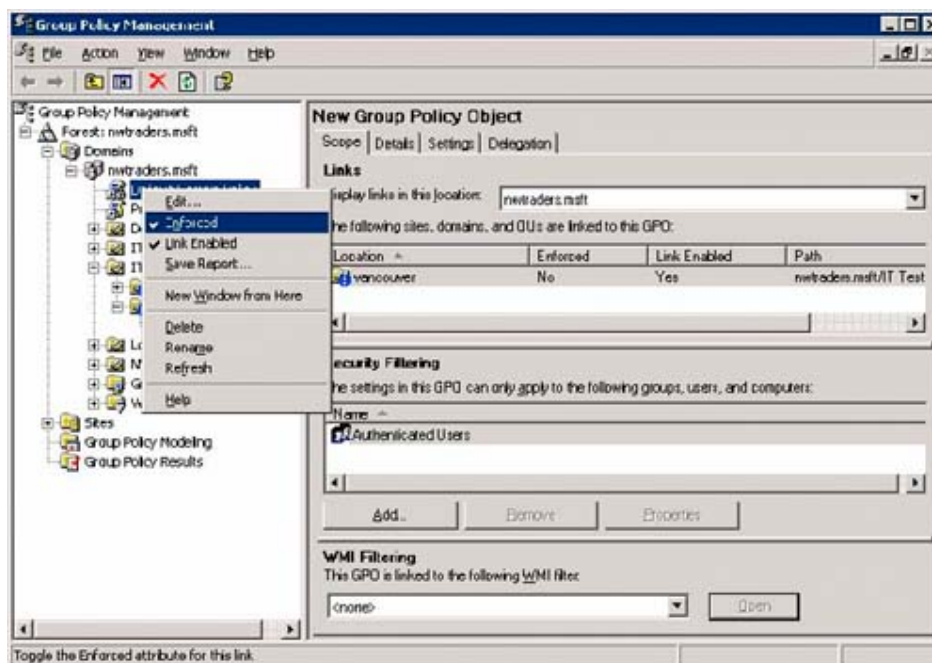 Group Policy Management
File Action View Window Help
Group Policy Management
Forest: nwtraders.msft
Domains
nwtraders.msft
Edit...
Enforced
Link Enabled
Save Report...
New Window from Here
Delete
Rename
Refresh
Help
Sites
Group Policy Modeling
Group Policy Results
New Group Policy Object
Scope Details Settings Delegation
Links
Display links in this location: nwtraders.msft
The following sites, domains, and OUs are linked to this GPO:
Location Enforced Link Enabled Path
vancouver No Yes nwtraders.msft/IT Test
Security Filtering
The settings in this GPO can only apply to the following groups, users, and computers:
Name
Authenticated Users
Add... Remove Properties
WMI Filtering
This GPO is linked to the following WMI filter:
<none> Open
Toggle the Enforced attribute for this link